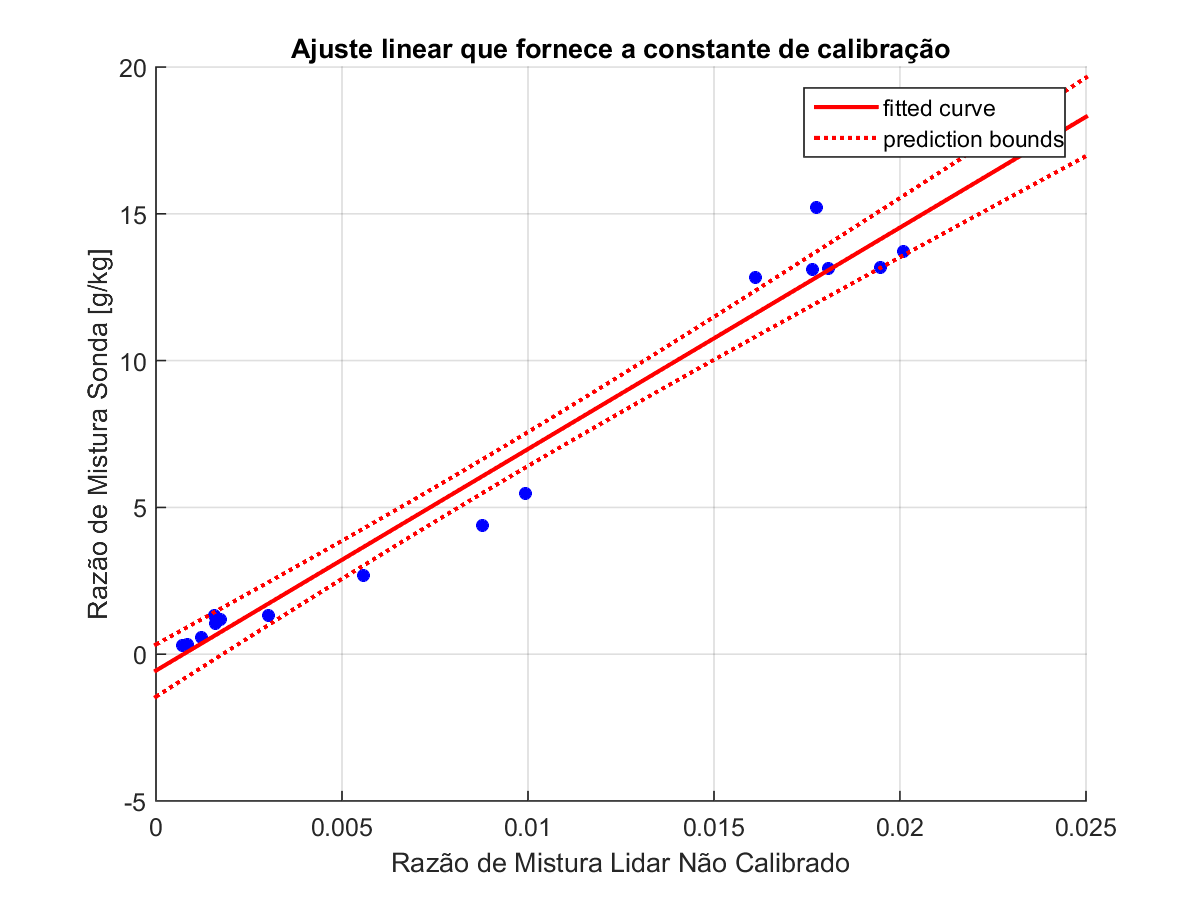 Ajuste linear que fornece a constante de calibração
fitted curve
prediction bounds
Razão de Mistura Sonda [g/kg]
20
15
10
5
0
-5
0
0.005
0.01
0.015
0.02
0.025
Razão de Mistura Lidar Não Calibrado